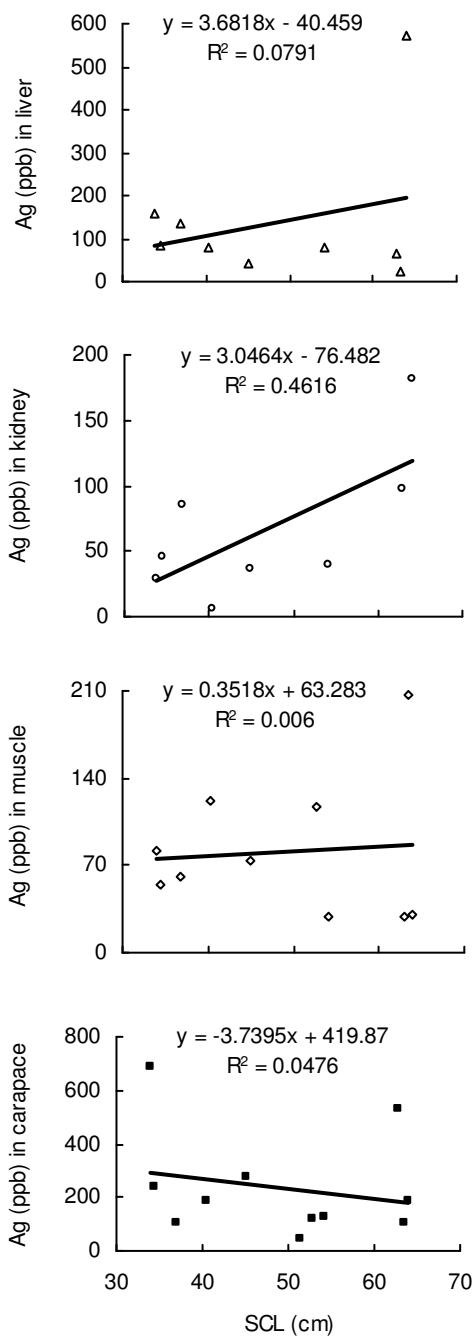 y = 3.6818x - 40.459
R² = 0.0791
Ag (ppb) in liver
600
500
400
300
200
100
0
y = 3.0464x - 76.482
R² = 0.4616
Ag (ppb) in kidney
200
150
100
50
0
y = 0.3518x + 63.283
R² = 0.006
Ag (ppb) in muscle
210
140
70
0
y = -3.7395x + 419.87
R² = 0.0476
Ag (ppb) in carapace
800
600
400
200
0
30 40 50 60 70
SCL (cm)